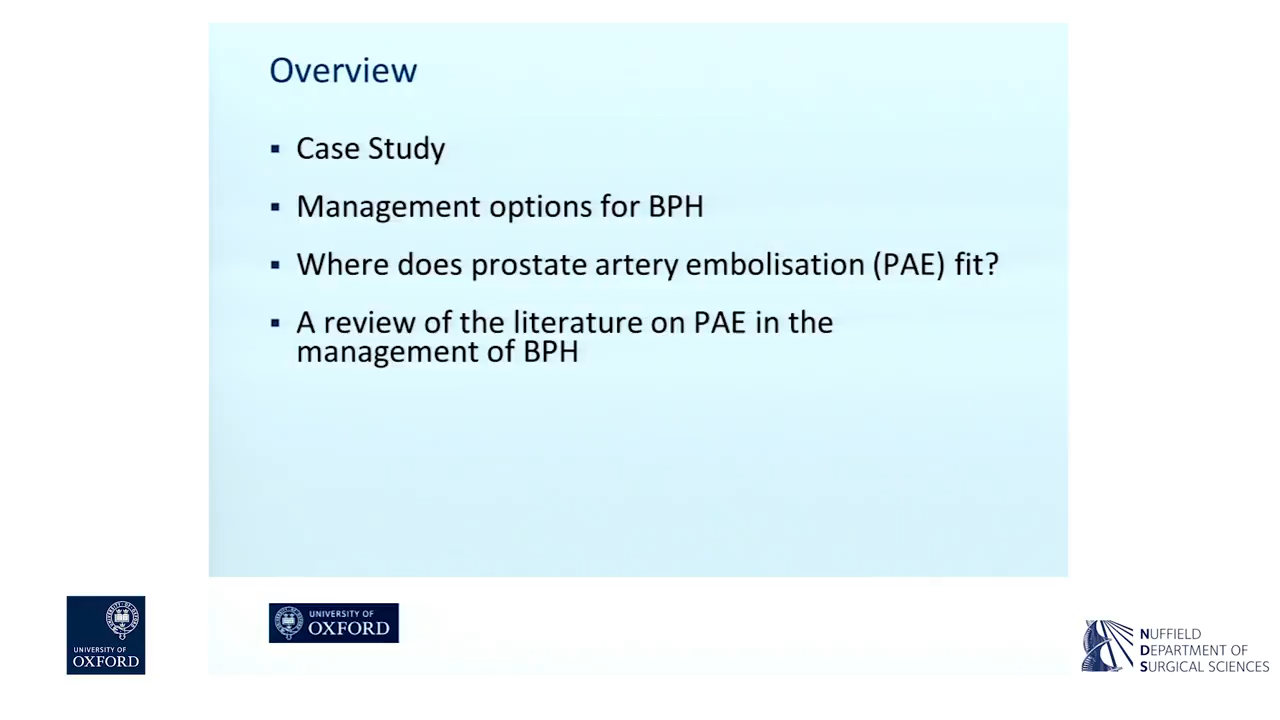 Overview
▪ Case Study
▪ Management options for BPH
▪ Where does prostate artery embolisation (PAE) fit?
▪ A review of the literature on PAE in the
management of BPH
UNIVERSITY OF
OXFORD
UNIVERSITY OF
OXFORD
NUFFIELD
DEPARTMENT OF
SURGICAL SCIENCES